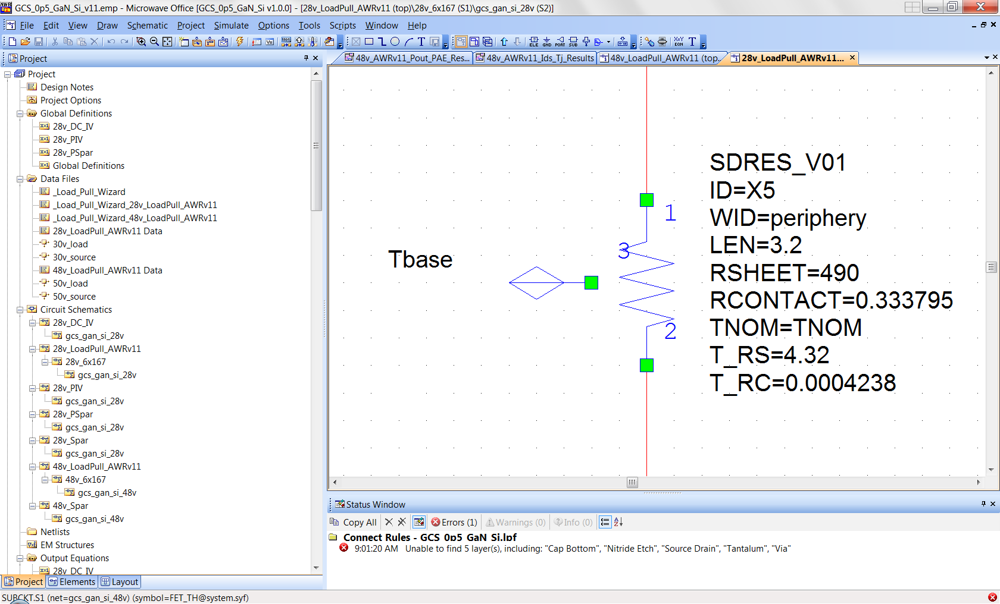 GCS_0p5_GaN_Si_v11.emp - Microwave Office [GCS_0p5_GaN_Si v1.0.0] - [28v_LoadPull_AWRv11 (top)\28v_6x167 (S1)\gcs_gan_si_28v (S2)]
File Edit View Draw Schematic Project Simulate Options Tools Scripts Window Help
Project
48v_AWRv11_Pout_PAE_Res... 48v_AWRv11_Ids_Tj_Results 48v_LoadPull_AWRv11 (top... 28v_LoadPull_AWRv11...
Project
Design Notes
Project Options
Global Definitions
28v_DC_IV
28v_PIV
28v_PSpar
Global Definitions
Data Files
_Load_Pull_Wizard
_Load_Pull_Wizard_28v_LoadPull_AWRv11
_Load_Pull_Wizard_48v_LoadPull_AWRv11
28v_LoadPull_AWRv11 Data
30v_load
30v_source
48v_LoadPull_AWRv11 Data
50v_load
50v_source
Circuit Schematics
28v_DC_IV
gcs_gan_si_28v
28v_LoadPull_AWRv11
28v_6x167
gcs_gan_si_28v
28v_PIV
gcs_gan_si_28v
28v_PSpar
gcs_gan_si_28v
28v_Spar
gcs_gan_si_28v
48v_LoadPull_AWRv11
48v_6x167
gcs_gan_si_48v
48v_Spar
gcs_gan_si_48v
Netlists
EM Structures
Output Equations
28v_DC_IV
Project Elements Layout
Tbase
1
3
2
SDRES_V01
ID=X5
WID=periphery
LEN=3.2
RSHEET=490
RCONTACT=0.333795
TNOM=TNOM
T_RS=4.32
T_RC=0.0004238
Status Window
Copy All Errors (1) Warnings (0) Info (0)
Connect Rules - GCS_0p5_GaN_Si.lpf
9:01:20 AM Unable to find 5 layer(s), including: "Cap Bottom", "Nitride Etch", "Source Drain", "Tantalum", "Via"
SUBCKT.S1 (net=gcs_gan_si_48v) (symbol=FET_TH@system.syf)